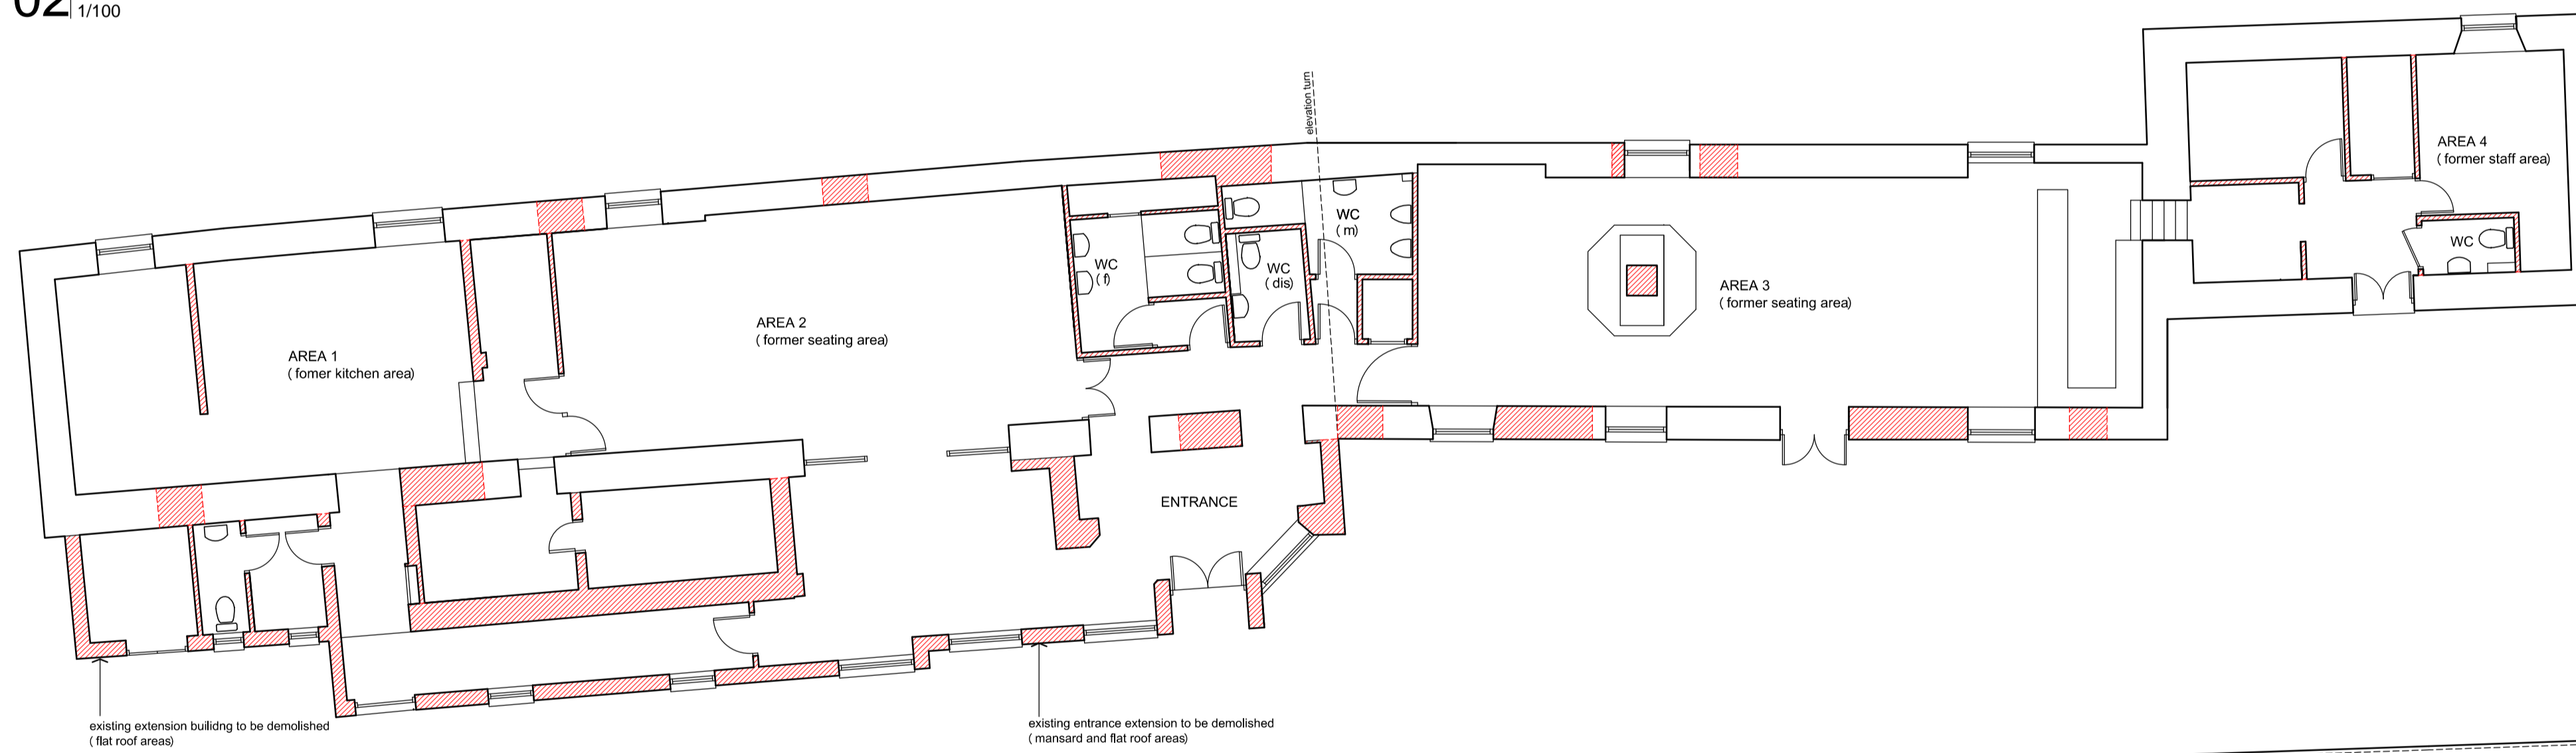 02 1/100
elevation turn
AREA 4
( former staff area)
WC
( m)
WC
( f)
WC
( dis)
WC
AREA 3
( former seating area)
AREA 2
( former seating area)
AREA 1
( fomer kitchen area)
ENTRANCE
existing extension builidng to be demolished
( flat roof areas)
existing entrance extension to be demolished
( mansard and flat roof areas)